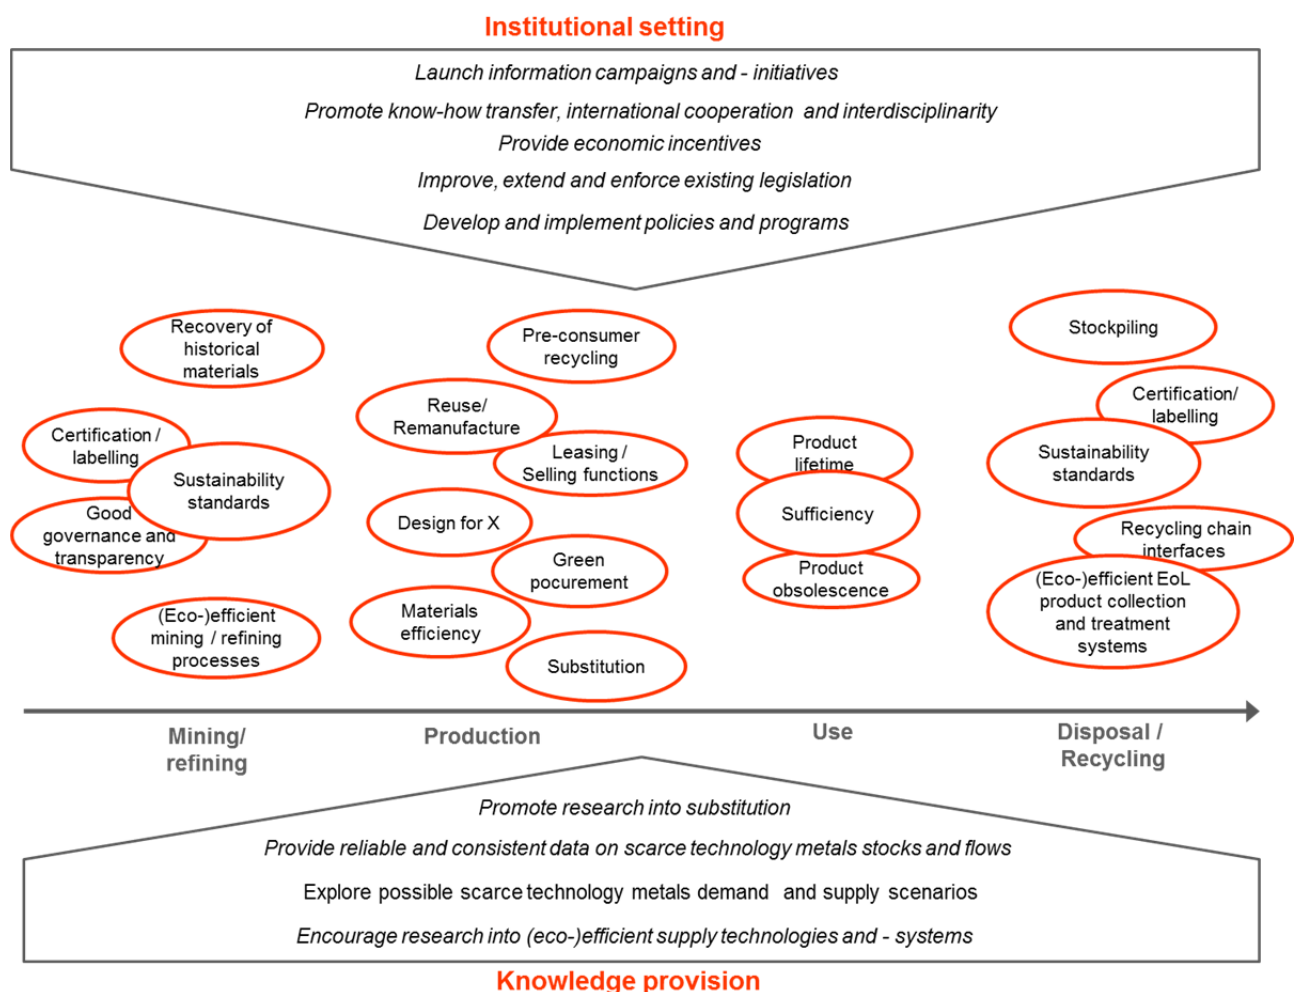 Institutional setting
Launch information campaigns and - initiatives
Promote know-how transfer, international cooperation and interdisciplinarity
Provide economic incentives
Improve, extend and enforce existing legislation
Develop and implement policies and programs
Recovery of
historical
materials
Certification /
labelling
Sustainability
standards
Good
governance and
transparency
(Eco-)efficient
mining / refining
processes
Pre-consumer
recycling
Reuse/
Remanufacture
Leasing /
Selling functions
Design for X
Green
pocurement
Materials
efficiency
Substitution
Product
lifetime
Sufficiency
Product
obsolescence
Stockpiling
Certification/
labelling
Sustainability
standards
Recycling chain
interfaces
(Eco-)efficient EoL
product collection
and treatment
systems
Mining/
refining
Production
Use
Disposal /
Recycling
Promote research into substitution
Provide reliable and consistent data on scarce technology metals stocks and flows
Explore possible scarce technology metals demand and supply scenarios
Encourage research into (eco-)efficient supply technologies and - systems
Knowledge provision